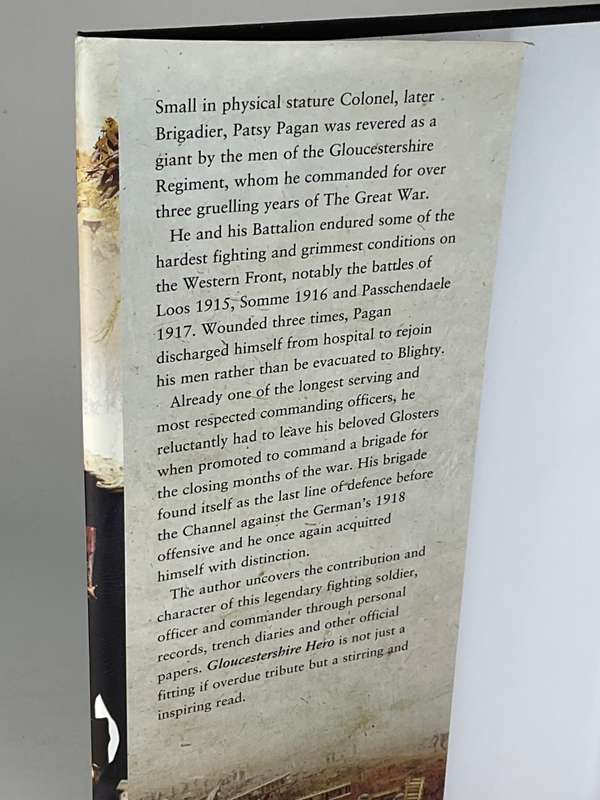 Small in physical stature Colonel, later
Brigadier, Patsy Pagan was revered as a
giant by the men of the Gloucestershire
Regiment, whom he commanded for over
three gruelling years of The Great War.
He and his Battalion endured some of the
hardest fighting and grimmest conditions on
the Western Front, notably the battles of
Loos 1915, Somme 1916 and Passchendaele
1917. Wounded three times, Pagan
discharged himself from hospital to rejoin
his men rather than be evacuated to Blighty.
Already one of the longest serving and
most respected commanding officers, he
reluctantly had to leave his beloved Glosters
when promoted to command a brigade for
the closing months of the war. His brigade
found itself as the last line of defence before
the Channel against the German's 1918
offensive and he once again acquitted
himself with distinction.
The author uncovers the contribution and
character of this legendary fighting soldier,
officer and commander through personal
records, trench diaries and other official
papers. Gloucestershire Hero is not just a
fitting if overdue tribute but a stirring and
inspiring read.